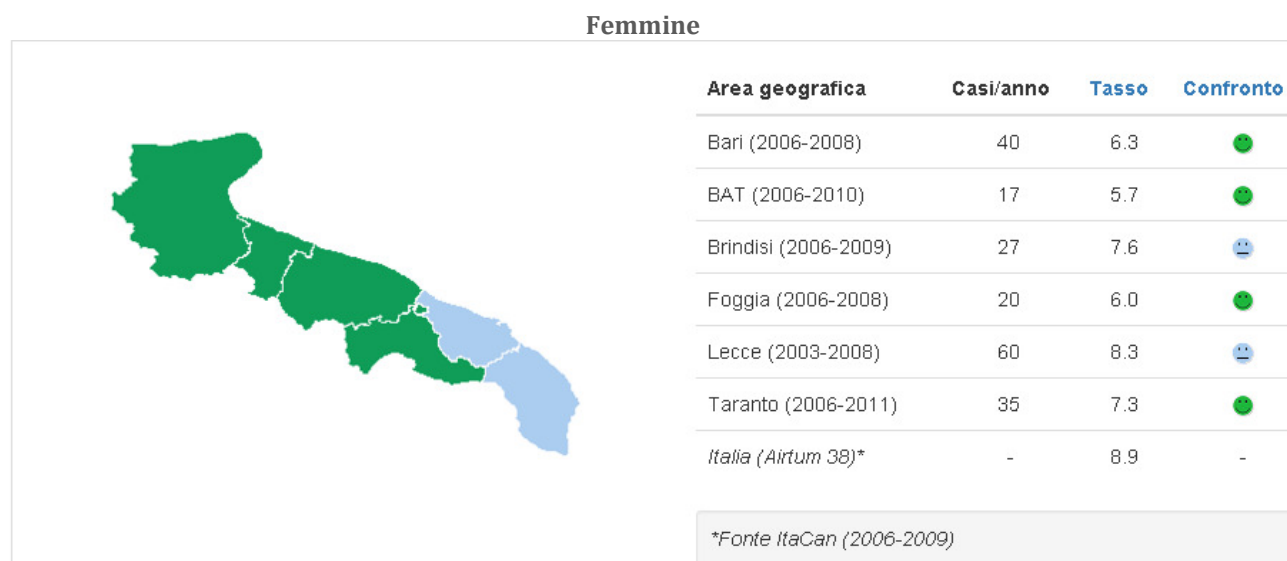 Femmine
Area geografica Casi/anno Tasso Confronto
Bari (2006-2008) 40 6.3
BAT (2006-2010) 17 5.7
Brindisi (2006-2009) 27 7.6
Foggia (2006-2008) 20 6.0
Lecce (2003-2008) 60 8.3
Taranto (2006-2011) 35 7.3
Italia (Airtum 38)* - 8.9 -
*Fonte ItaCan (2006-2009)